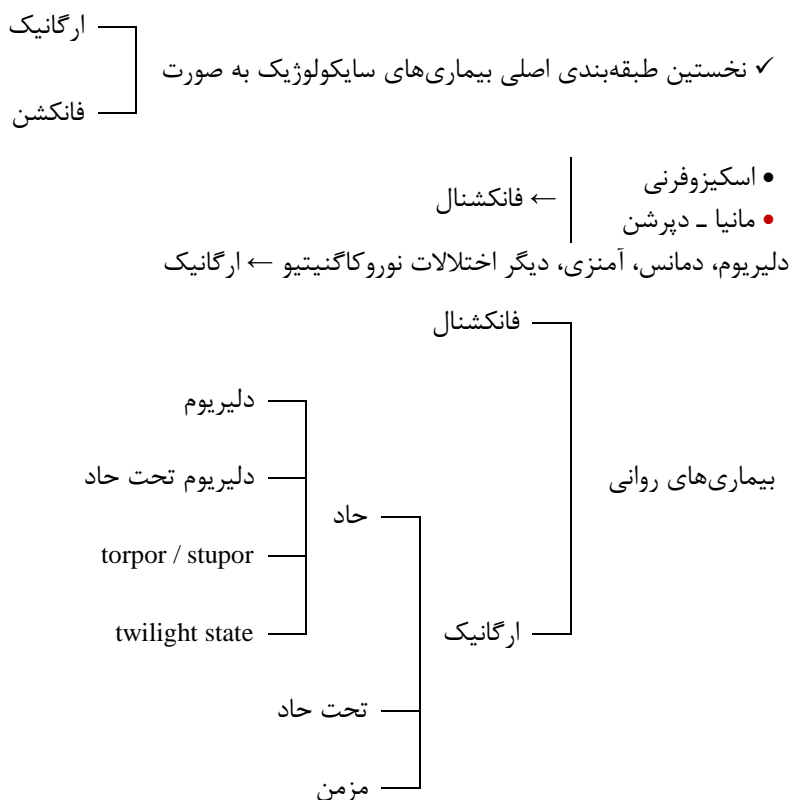 ارگانیک
✓ نخستین طبقه‌بندی اصلی بیماری‌های سایکولوژیک به صورت
فانکشن
• اسکیزوفرنی
• مانیا ـ دپرشن
← فانکشنال
دلیریوم، دمانس، آمنزی، دیگر اختلالات نوروکاگنیتیو ← ارگانیک
بیماری‌های روانی
فانکشنال
ارگانیک
حاد
دلیریوم
دلیریوم تحت حاد
torpor / stupor
twilight state
تحت حاد
مزمن